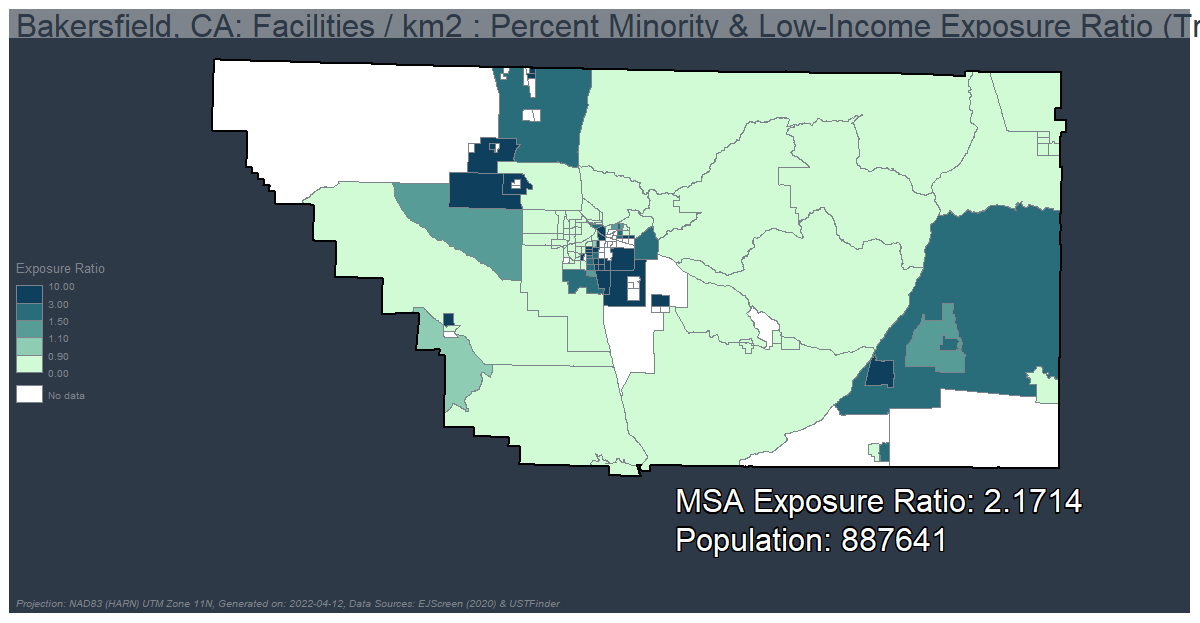 Bakersfield, CA: Facilities / km2 : Percent Minority & Low-Income Exposure Ratio (Tr
Exposure Ratio
10.00
3.00
1.50
1.10
0.90
0.00
No data
MSA Exposure Ratio: 2.1714
Population: 887641
Projection: NAD83 (HARN) UTM Zone 11N, Generated on: 2022-04-12, Data Sources: EJScreen (2020) & USTFinder